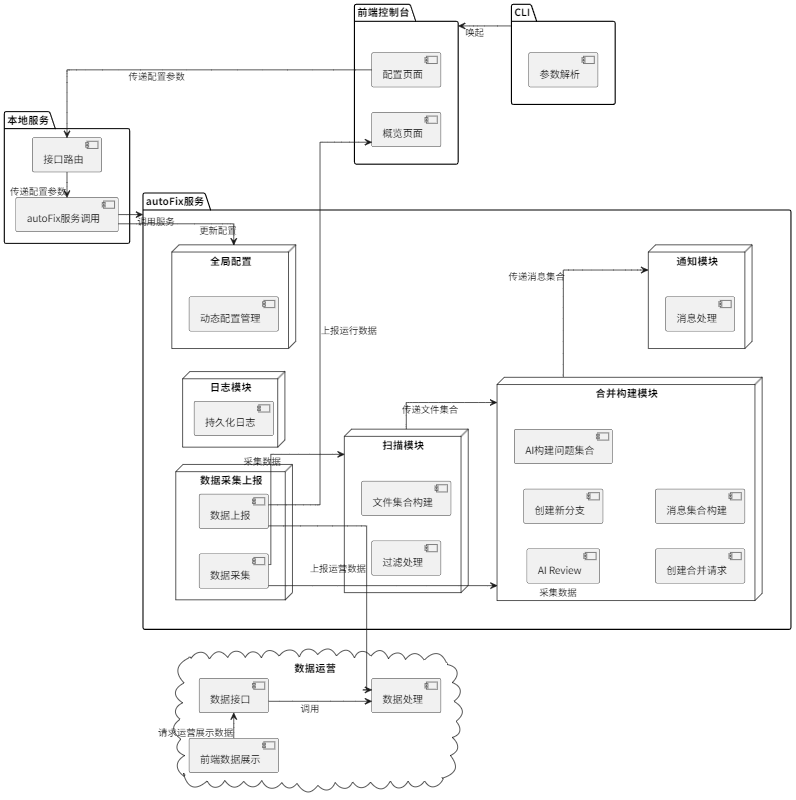 前端控制台
CLI
唤起
配置页面
参数解析
传递配置参数
概览页面
本地服务
接口路由
传递配置参数
autoFix服务调用
autoFix服务
调用服务
更新配置
全局配置
动态配置管理
通知模块
传递消息集合
消息处理
上报运行数据
日志模块
持久化日志
合并构建模块
传递文件集合
扫描模块
AI构建问题集合
采集数据
数据采集上报
数据上报
文件集合构建
创建新分支
消息集合构建
数据采集
上报运营数据
过滤处理
AI Review
创建合并请求
采集数据
数据运营
数据接口
调用
数据处理
请求运营展示数据
前端数据展示